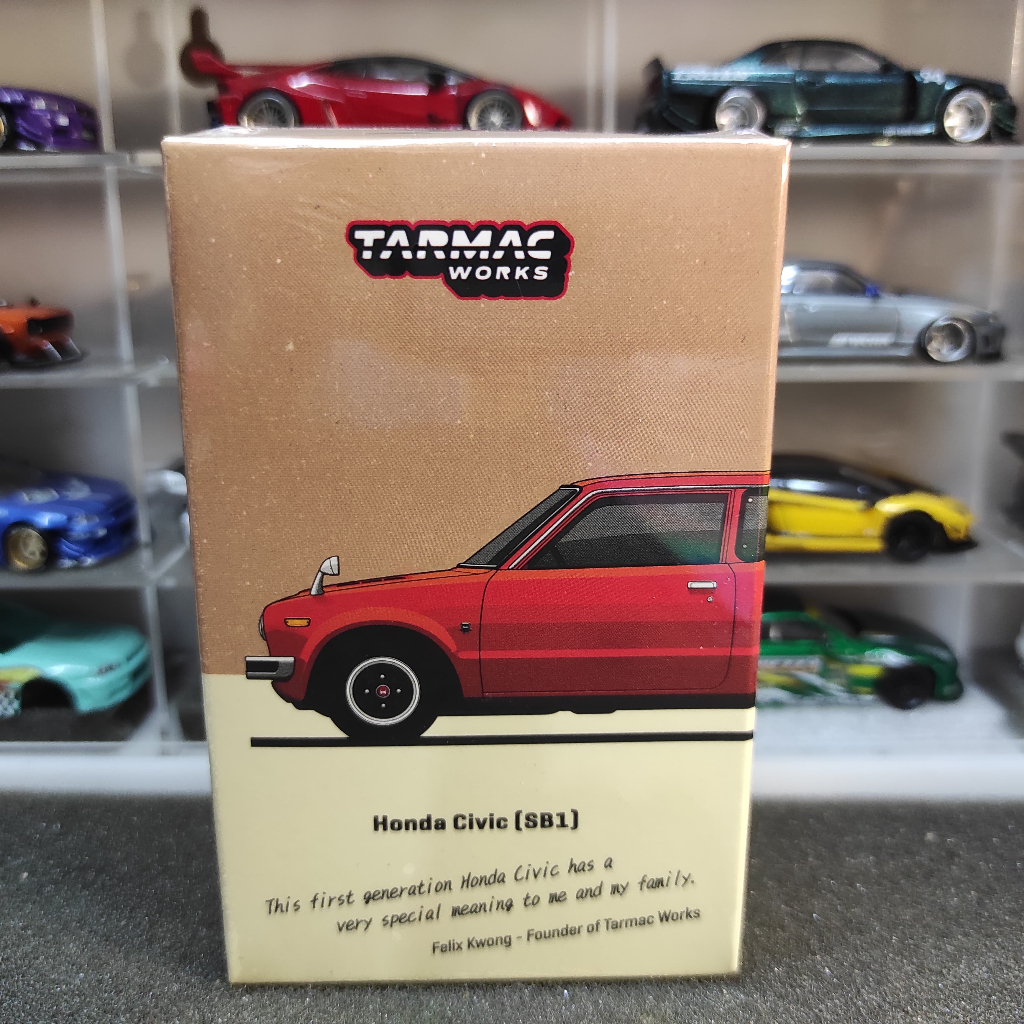 TARMAC
WORKS
Honda Civic (SB1)
This first generation Honda Civic has a
very special meaning to me and my family.
Felix Kwong - Founder of Tarmac Works